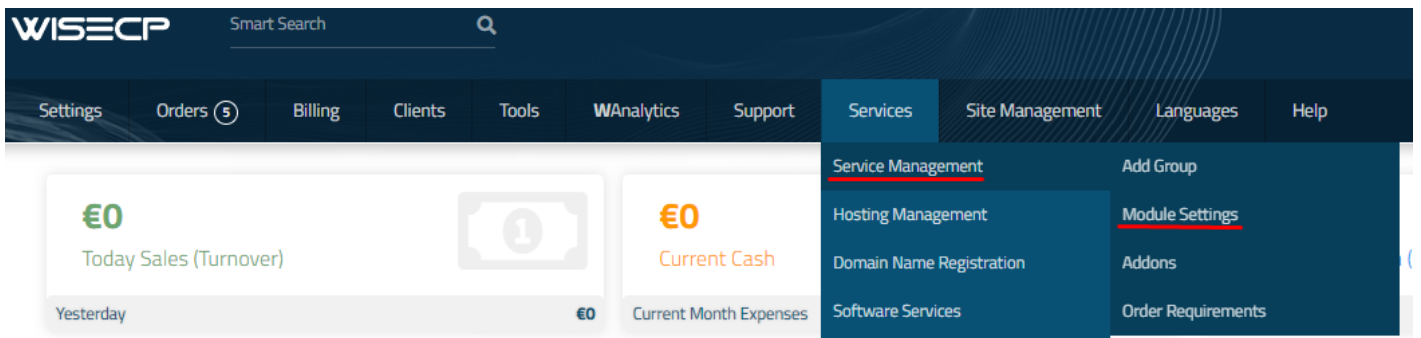 WISECP
Smart Search
Settings
Orders 5
Billing
Clients
Tools
WAnalytics
Support
Services
Site Management
Languages
Help
Service Management
Add Group
Hosting Management
Module Settings
Domain Name Registration
Addons
Software Services
Order Requirements
€0
Today Sales (Turnover)
1
Yesterday
€0
€0
Current Cash
Current Month Expenses
(